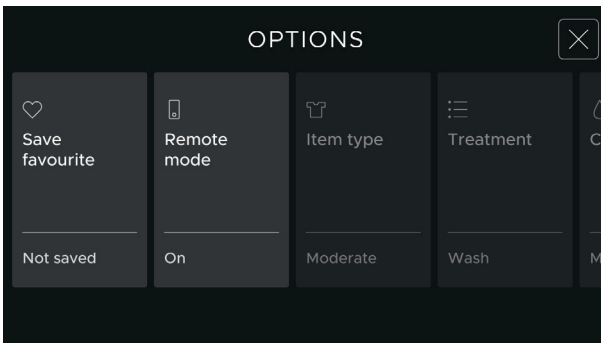 OPTIONS
Save
favourite
Not saved
Remote
mode
On
Item type
Moderate
Treatment
Wash